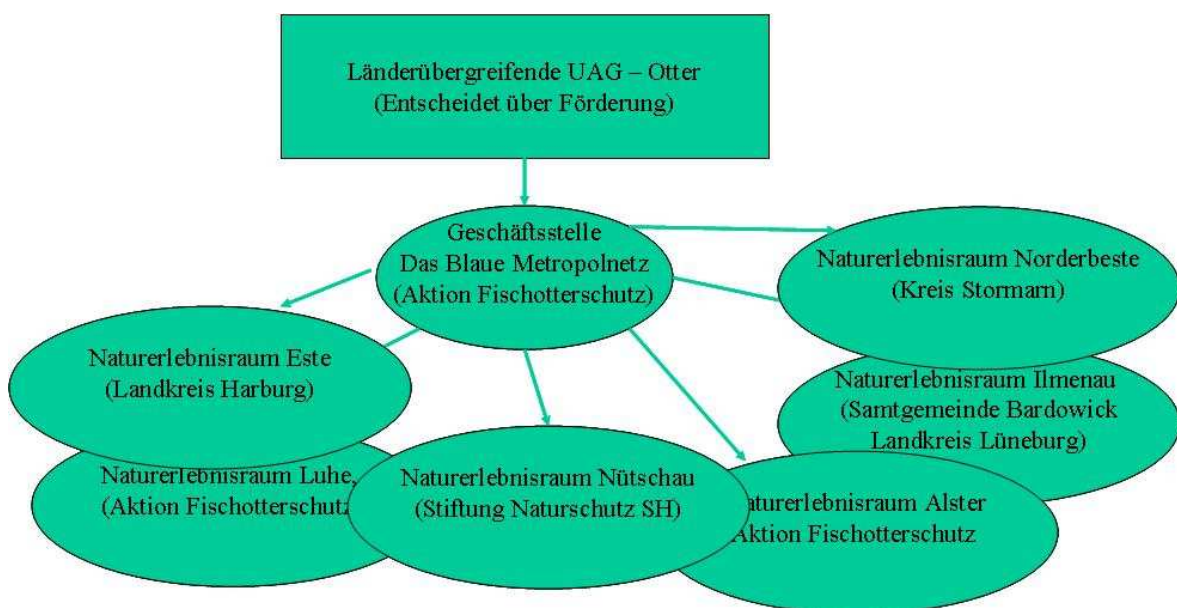 Länderübergreifende UAG – Otter
(Entscheidet über Förderung)
Geschäftsstelle
Das Blaue Metropolnetz
(Aktion Fischotterschutz)
Naturerlebnisraum Norderbeste
(Kreis Stormarn)
Naturerlebnisraum Este
(Landkreis Harburg)
Naturerlebnisraum Ilmenau
(Samtgemeinde Bardowick
Landkreis Lüneburg)
Naturerlebnisraum Luhe,
(Aktion Fischotterschutz
Naturerlebnisraum Nütschau
(Stiftung Naturschutz SH)
aturerlebnisraum Alster
Aktion Fischotterschutz